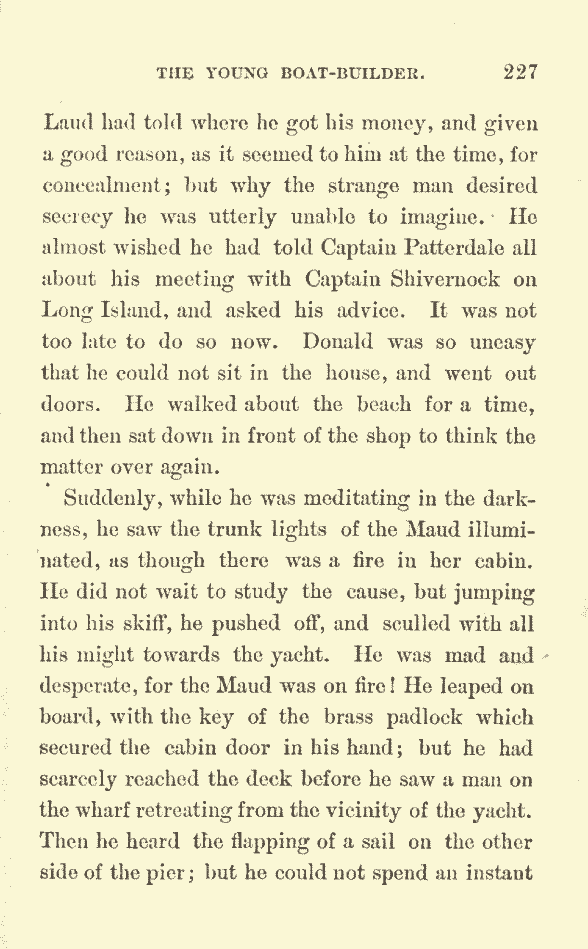 THE YOUNG BOAT-BUILDER. 227
Laud had told where he got his money, and given
a good reason, as it seemed to him at the time, for
concealment; but why the strange man desired
secrecy he was utterly unable to imagine. He
almost wished he had told Captain Patterdale all
about his meeting with Captain Shivernock on
Long Island, and asked his advice. It was not
too late to do so now. Donald was so uneasy
that he could not sit in the house, and went out
doors. He walked about the beach for a time,
and then sat down in front of the shop to think the
matter over again.
Suddenly, while he was meditating in the dark-
ness, he saw the trunk lights of the Maud illumi-
nated, as though there was a fire in her cabin.
He did not wait to study the cause, but jumping
into his skiff, he pushed off, and sculled with all
his might towards the yacht. He was mad and
desperate, for the Maud was on fire! He leaped on
board, with the key of the brass padlock which
secured the cabin door in his hand; but he had
scarcely reached the deck before he saw a man on
the wharf retreating from the vicinity of the yacht.
Then he heard the flapping of a sail on the other
side of the pier; but he could not spend an instant